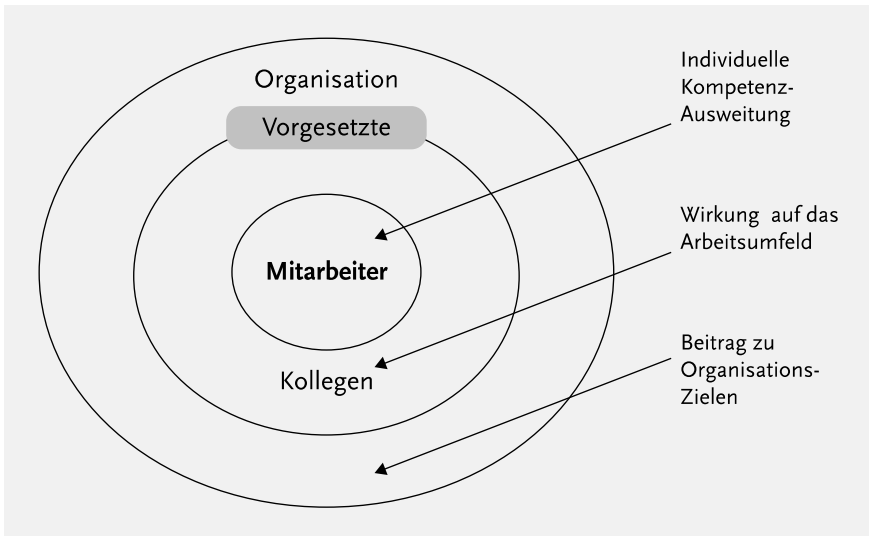 Organisation
Vorgesetzte
Mitarbeiter
Kollegen
Individuelle
Kompetenz-
Ausweitung
Wirkung auf das
Arbeitsumfeld
Beitrag zu
Organisations-
Zielen